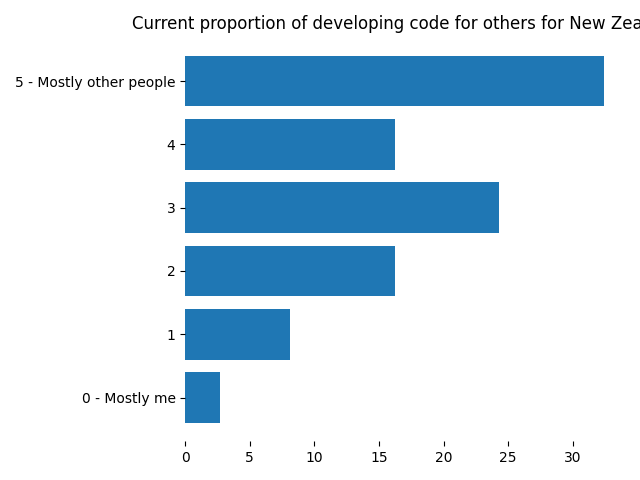 Current proportion of developing code for others for New Zea
5 - Mostly other people
4
3
2
1
0 - Mostly me
0 5 10 15 20 25 30